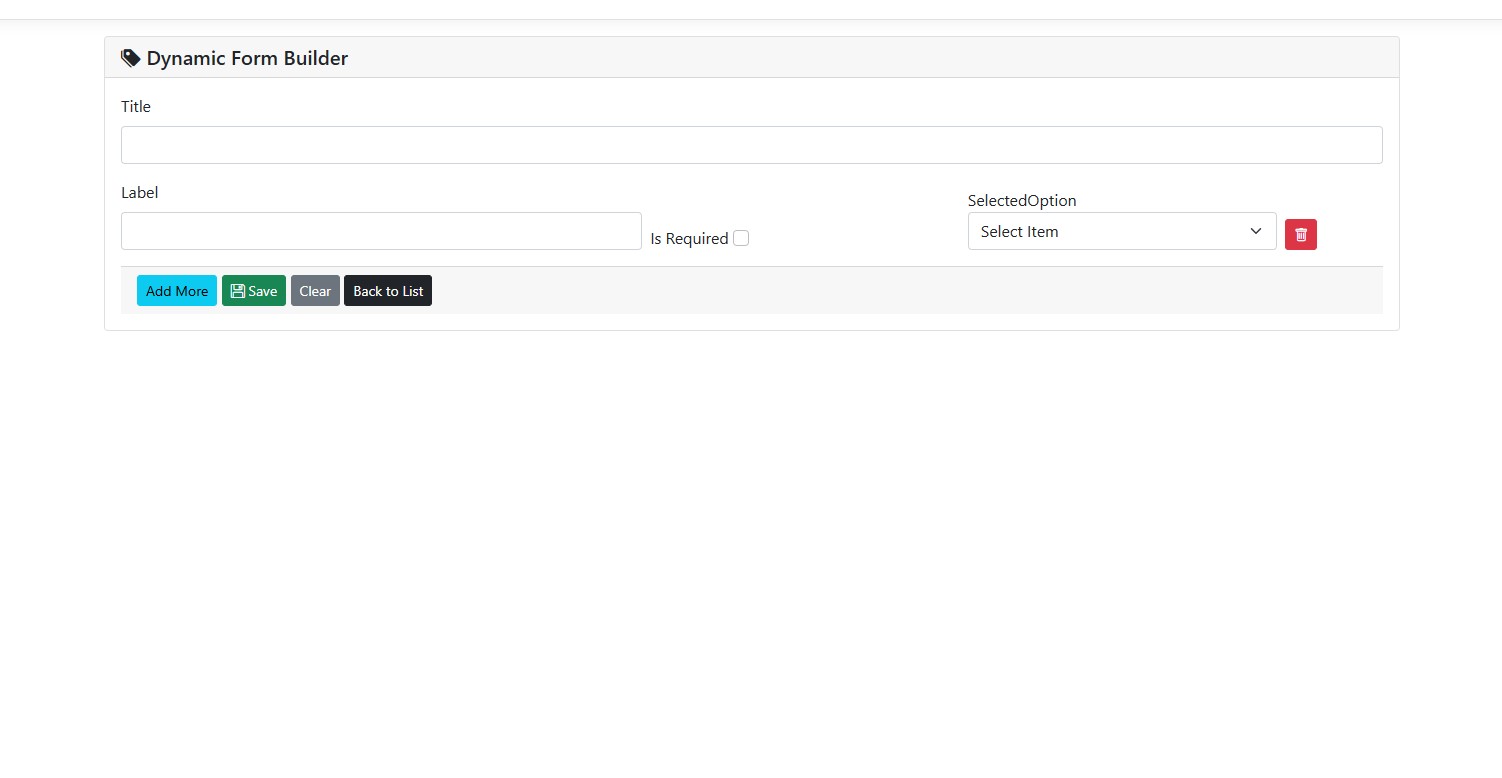 Dynamic Form Builder
Title
Label
SelectedOption
Is Required
Select Item
Add More
Save
Clear
Back to List